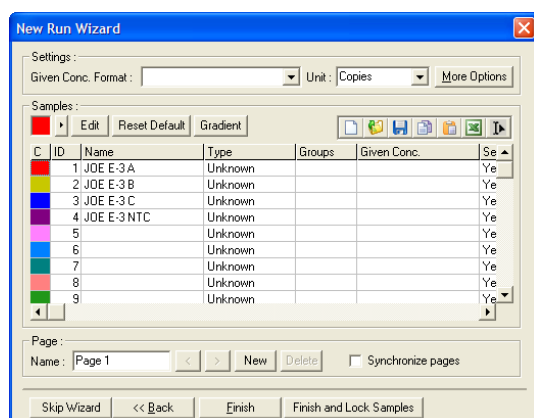 New Run Wizard
Settings :
Given Conc. Format : Unit : Copies More Options
Samples :
Edit Reset Default Gradient
C ID Name Type Groups Given Conc. Se
1 JOE E-3 A Unknown Ye
2 JOE E-3 B Unknown Ye
3 JOE E-3 C Unknown Ye
4 JOE E-3 NTC Unknown Ye
5 Unknown Ye
6 Unknown Ye
7 Unknown Ye
8 Unknown Ye
9 Unknown Ye
Page :
Name : Page 1 < > New Delete Synchronize pages
Skip Wizard << Back Finish Finish and Lock Samples